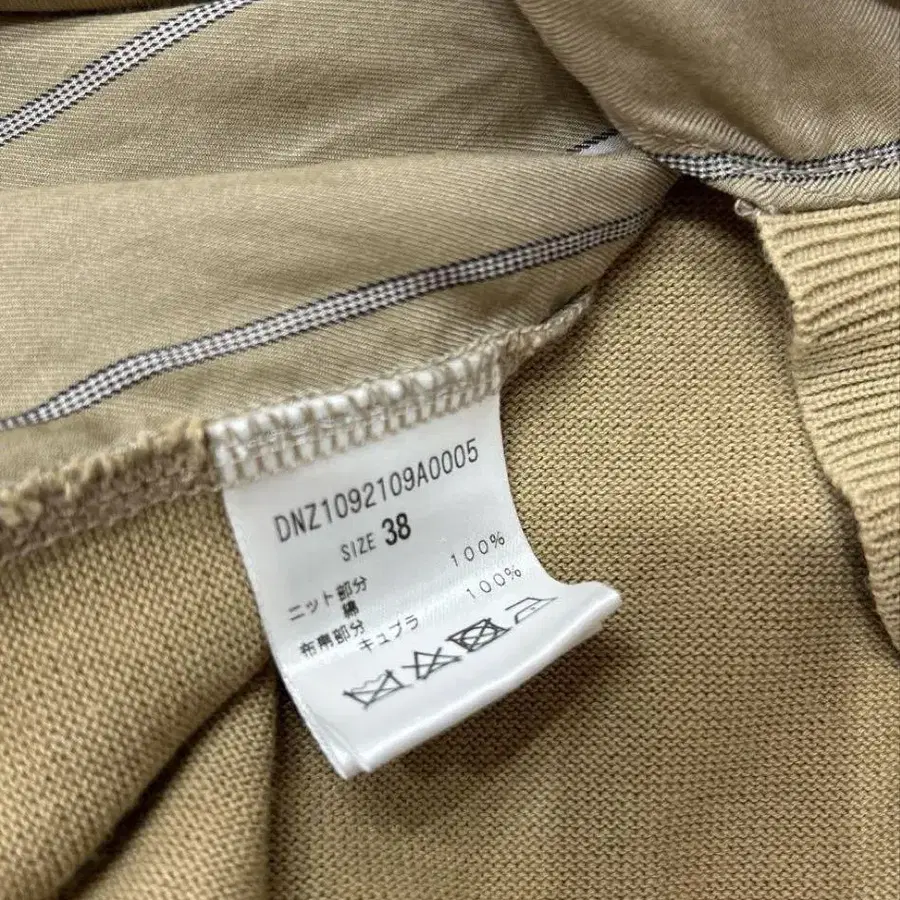 DNZ1092109A0005
SIZE 38
ニット部分
綿 100%
布帛部分
キュプラ 100%